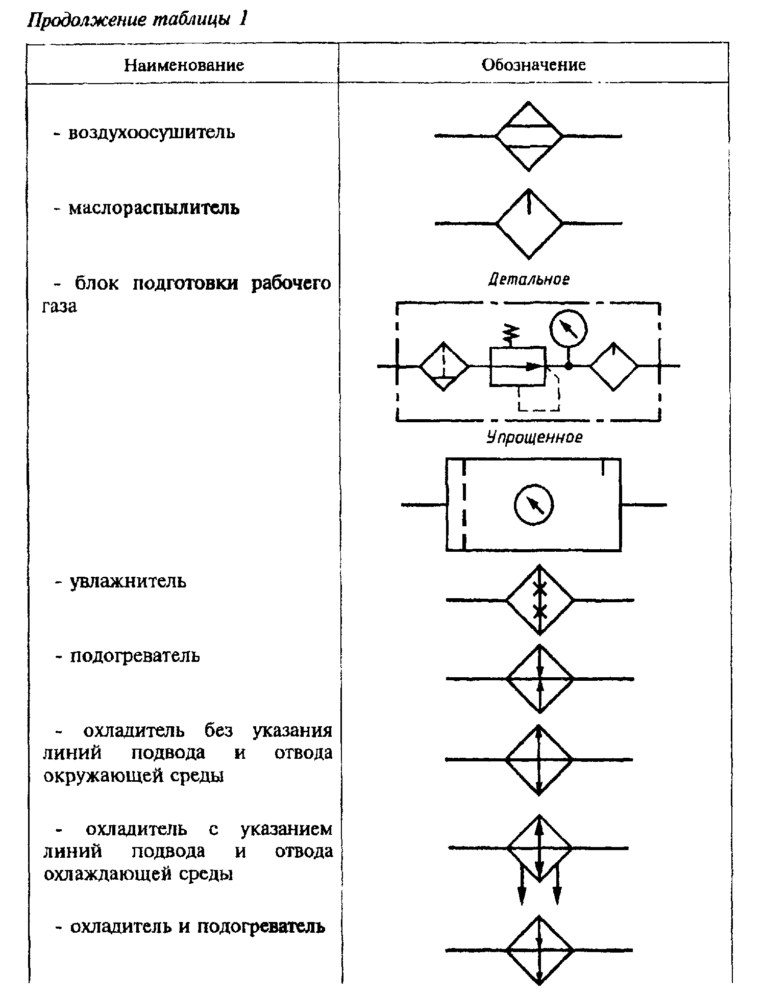 Продолжение таблицы 1
Наименование
Обозначение
- воздухоосушитель
- маслораспылитель
- блок подготовки рабочего
газа
Детальное
Упрощенное
- увлажнитель
- подогреватель
- охладитель без указания
линий подвода и отвода
окружающей среды
- охладитель с указанием
линий подвода и отвода
охлаждающей среды
- охладитель и подогреватель